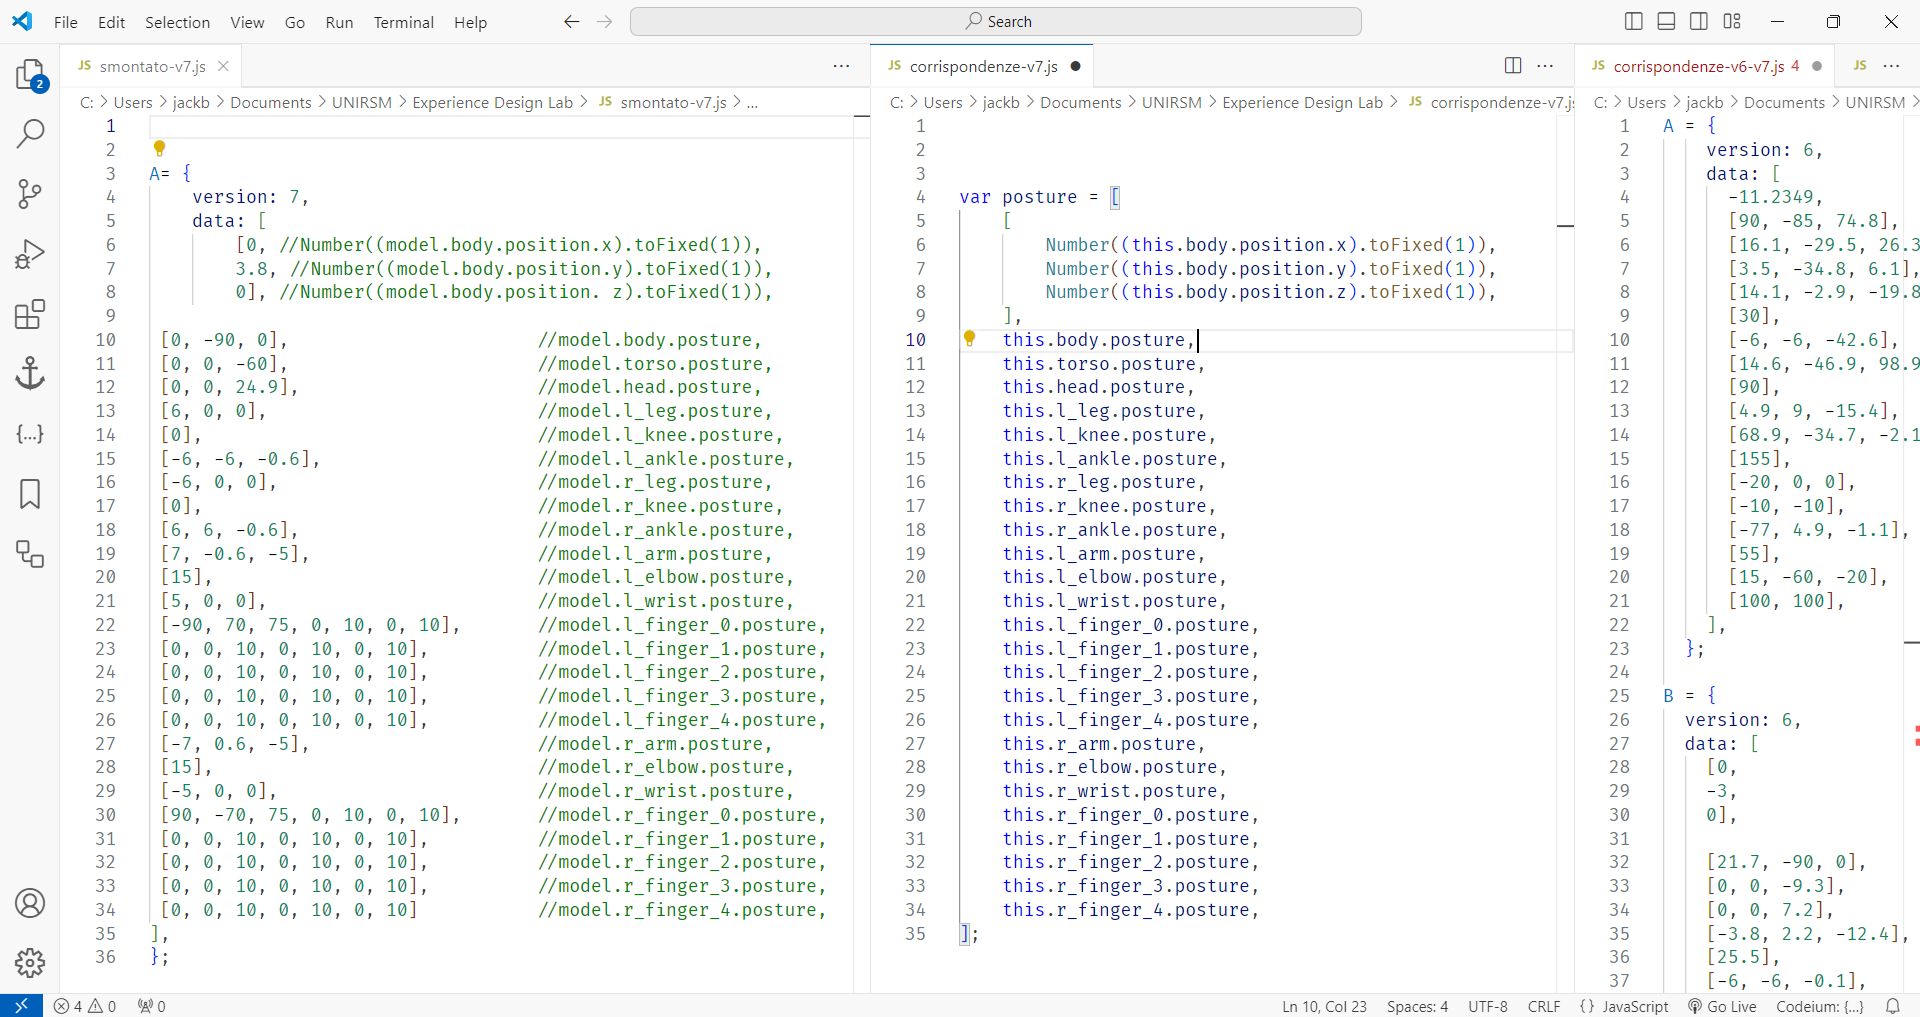 File Edit Selection View Go Run Terminal Help Search
JS smontato-v7.js
C: > Users > jackb > Documents > UNIRSM > Experience Design Lab > JS smontato-v7.js > ...
1
2
3 A= {
4 version: 7,
5 data: [
6 [0, //Number((model.body.position.x).toFixed(1)),
7 3.8, //Number((model.body.position.y).toFixed(1)),
8 0], //Number((model.body.position. z).toFixed(1)),
9
10 [0, -90, 0], //model.body.posture,
11 [0, 0, -60], //model.torso.posture,
12 [0, 0, 24.9], //model.head.posture,
13 [6, 0, 0], //model.l_leg.posture,
14 [0], //model.l_knee.posture,
15 [-6, -6, -0.6], //model.l_ankle.posture,
16 [-6, 0, 0], //model.r_leg.posture,
17 [0], //model.r_knee.posture,
18 [6, 6, -0.6], //model.r_ankle.posture,
19 [7, -0.6, -5], //model.l_arm.posture,
20 [15], //model.l_elbow.posture,
21 [5, 0, 0], //model.l_wrist.posture,
22 [-90, 70, 75, 0, 10, 0, 10], //model.l_finger_0.posture,
23 [0, 0, 10, 0, 10, 0, 10], //model.l_finger_1.posture,
24 [0, 0, 10, 0, 10, 0, 10], //model.l_finger_2.posture,
25 [0, 0, 10, 0, 10, 0, 10], //model.l_finger_3.posture,
26 [0, 0, 10, 0, 10, 0, 10], //model.l_finger_4.posture,
27 [-7, 0.6, -5], //model.r_arm.posture,
28 [15], //model.r_elbow.posture,
29 [-5, 0, 0], //model.r_wrist.posture,
30 [90, -70, 75, 0, 10, 0, 10], //model.r_finger_0.posture,
31 [0, 0, 10, 0, 10, 0, 10], //model.r_finger_1.posture,
32 [0, 0, 10, 0, 10, 0, 10], //model.r_finger_2.posture,
33 [0, 0, 10, 0, 10, 0, 10], //model.r_finger_3.posture,
34 [0, 0, 10, 0, 10, 0, 10] //model.r_finger_4.posture,
35 ],
36 };
JS corrispondenze-v7.js
C: > Users > jackb > Documents > UNIRSM > Experience Design Lab > JS corrispondenze-v7.js
1
2
3
4 var posture = [
5 [
6 Number((this.body.position.x).toFixed(1)),
7 Number((this.body.position.y).toFixed(1)),
8 Number((this.body.position.z).toFixed(1)),
9 ],
10 this.body.posture,
11 this.torso.posture,
12 this.head.posture,
13 this.l_leg.posture,
14 this.l_knee.posture,
15 this.l_ankle.posture,
16 this.r_leg.posture,
17 this.r_knee.posture,
18 this.r_ankle.posture,
19 this.l_arm.posture,
20 this.l_elbow.posture,
21 this.l_wrist.posture,
22 this.l_finger_0.posture,
23 this.l_finger_1.posture,
24 this.l_finger_2.posture,
25 this.l_finger_3.posture,
26 this.l_finger_4.posture,
27 this.r_arm.posture,
28 this.r_elbow.posture,
29 this.r_wrist.posture,
30 this.r_finger_0.posture,
31 this.r_finger_1.posture,
32 this.r_finger_2.posture,
33 this.r_finger_3.posture,
34 this.r_finger_4.posture,
35 ];
JS corrispondenze-v6-v7.js 4 JS
C: > Users > jackb > Documents > UNIRSM >
1 A = {
2 version: 6,
3 data: [
4 -11.2349,
5 [90, -85, 74.8],
6 [16.1, -29.5, 26.3
7 [3.5, -34.8, 6.1],
8 [14.1, -2.9, -19.8
9 [30],
10 [-6, -6, -42.6],
11 [14.6, -46.9, 98.9
12 [90],
13 [4.9, 9, -15.4],
14 [68.9, -34.7, -2.1
15 [155],
16 [-20, 0, 0],
17 [-10, -10],
18 [-77, 4.9, -1.1],
19 [55],
20 [15, -60, -20],
21 [100, 100],
22 ],
23 };
24
25 B = {
26 version: 6,
27 data: [
28 [0,
29 -3,
30 0],
31
32 [21.7, -90, 0],
33 [0, 0, -9.3],
34 [0, 0, 7.2],
35 [-3.8, 2.2, -12.4],
36 [25.5],
37 [-6, -6, -0.1],
2
4 0 0 Ln 10, Col 23 Spaces: 4 UTF-8 CRLF {} JavaScript Go Live Codeium: {...}